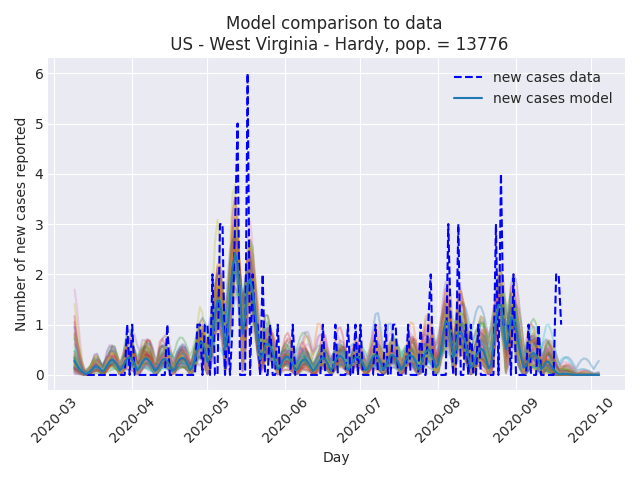 Model comparison to data
US - West Virginia - Hardy, pop. = 13776
new cases data
new cases model
Number of new cases reported
6
5
4
3
2
1
0
2020-03
2020-04
2020-05
2020-06
2020-07
2020-08
2020-09
2020-10
Day